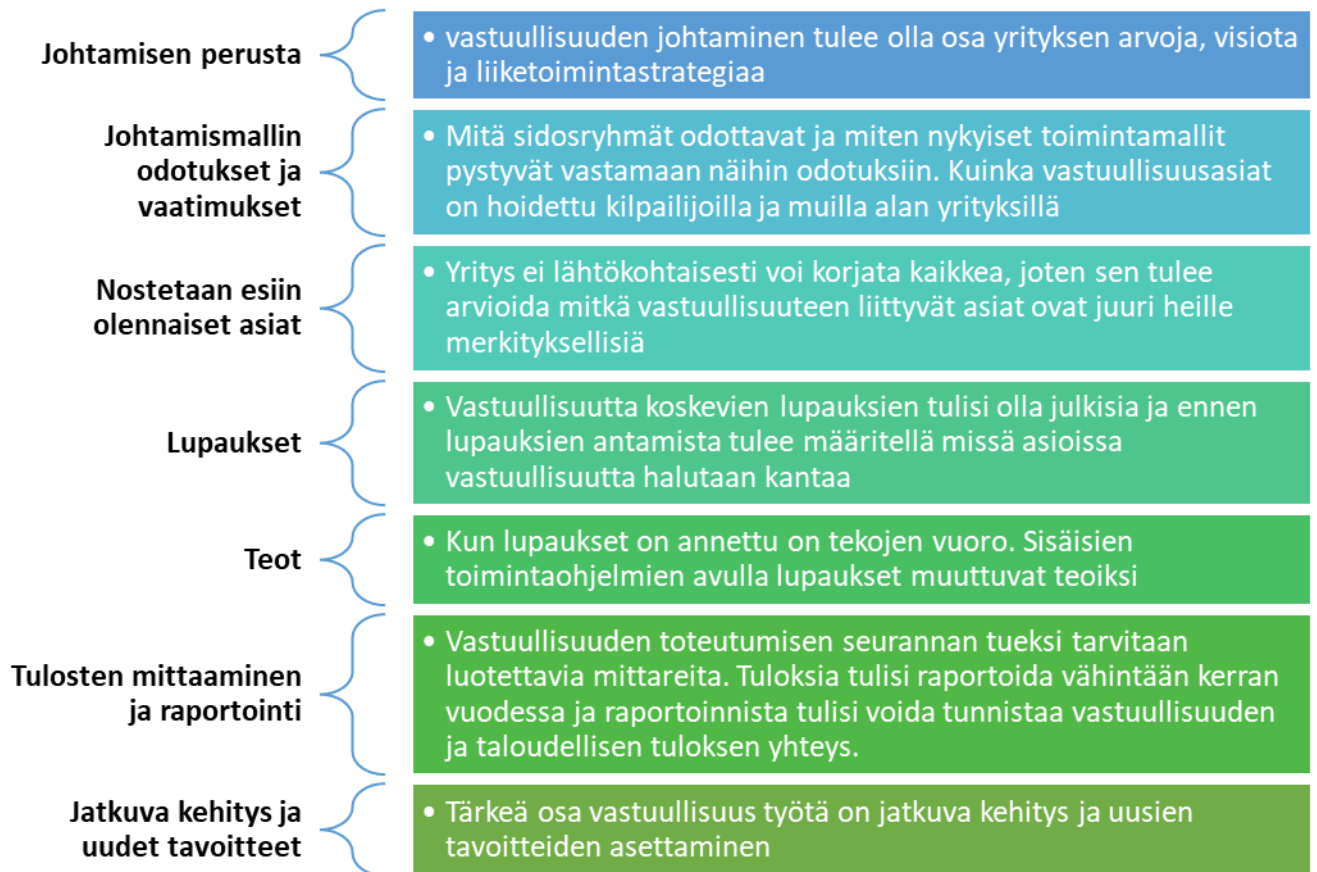 Johtamisen perusta
• vastuullisuuden johtaminen tulee olla osa yrityksen arvoja, visiota
ja liiketoimintastrategiaa
Johtamismallin
odotukset ja
vaatimukset
• Mitä sidosryhmät odottavat ja miten nykyiset toimintamallit
pystyvät vastamaan näihin odotuksiin. Kuinka vastuullisuusasiat
on hoidettu kilpailijoilla ja muilla alan yrityksillä
Nostetaan esiin
olennaiset asiat
• Yritys ei lähtökohtaisesti voi korjata kaikkea, joten sen tulee
arvioida mitkä vastuullisuuteen liittyvät asiat ovat juuri heille
merkityksellisiä
Lupaukset
• Vastuullisuutta koskevien lupauksien tulisi olla julkisia ja ennen
lupauksien antamista tulee määritellä missä asioissa
vastuullisuutta halutaan kantaa
Teot
• Kun lupaukset on annettu on tekojen vuoro. Sisäisien
toimintaohjelmien avulla lupaukset muuttuvat teoiksi
Tulosten mittaaminen
ja raportointi
• Vastuullisuuden toteutumisen seurannan tueksi tarvitaan
luotettavia mittareita. Tuloksia tulisi raportoida vähintään kerran
vuodessa ja raportoinnista tulisi voida tunnistaa vastuullisuuden
ja taloudellisen tuloksen yhteys.
Jatkuva kehitys ja
uudet tavoitteet
• Tärkeä osa vastuullisuus työtä on jatkuva kehitys ja uusien
tavoitteiden asettaminen